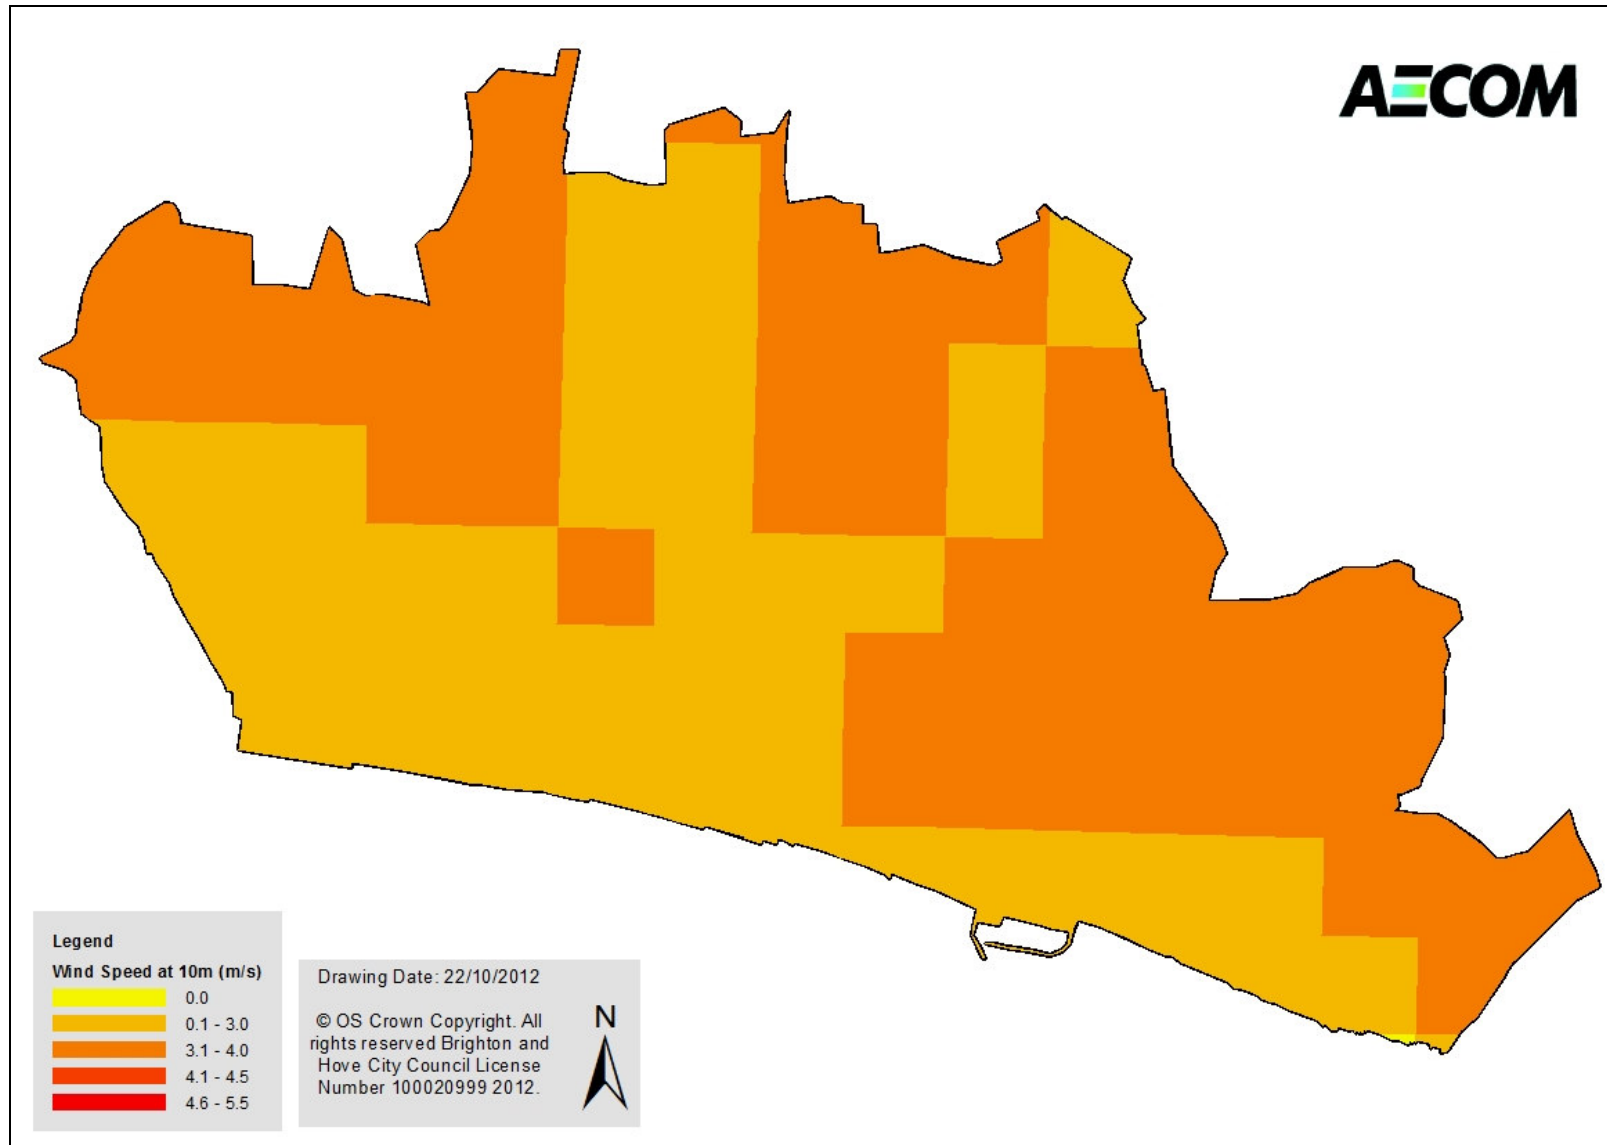 AECOM
Legend
Wind Speed at 10m (m/s)
0.0
0.1 - 3.0
3.1 - 4.0
4.1 - 4.5
4.6 - 5.5
Drawing Date: 22/10/2012
© OS Crown Copyright. All
rights reserved Brighton and
Hove City Council License
Number 100020999 2012.
N